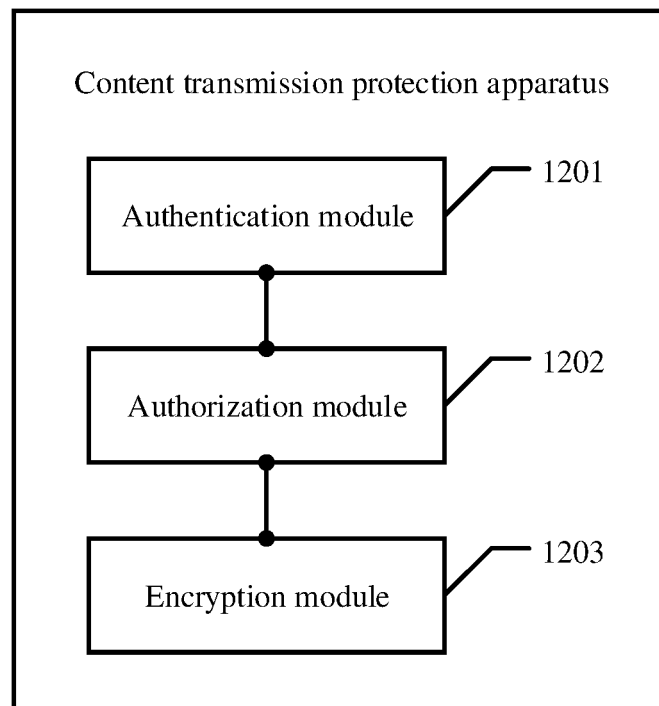 Content transmission protection apparatus
1201
Authentication module
1202
Authorization module
1203
Encryption module